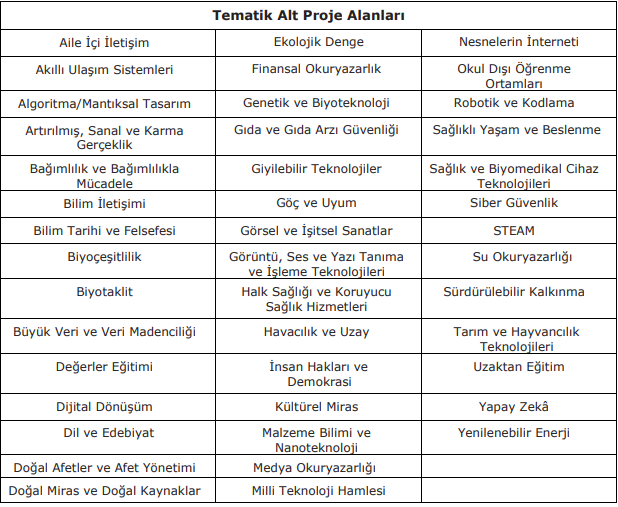 Tematik Alt Proje Alanları
Aile İçi İletişim
Ekolojik Denge
Nesnelerin İnterneti
Akıllı Ulaşım Sistemleri
Finansal Okuryazarlık
Okul Dışı Öğrenme
Ortamları
Algoritma/Mantıksal Tasarım
Genetik ve Biyoteknoloji
Robotik ve Kodlama
Artırılmış, Sanal ve Karma
Gerçeklik
Gıda ve Gıda Arzı Güvenliği
Sağlıklı Yaşam ve Beslenme
Bağımlılık ve Bağımlılıkla
Mücadele
Giyilebilir Teknolojiler
Sağlık ve Biyomedikal Cihaz
Teknolojileri
Bilim İletişimi
Göç ve Uyum
Siber Güvenlik
Bilim Tarihi ve Felsefesi
Görsel ve İşitsel Sanatlar
STEAM
Biyoçeşitlilik
Görüntü, Ses ve Yazı Tanıma
ve İşleme Teknolojileri
Su Okuryazarlığı
Biyotaklit
Halk Sağlığı ve Koruyucu
Sağlık Hizmetleri
Sürdürülebilir Kalkınma
Büyük Veri ve Veri Madenciliği
Havacılık ve Uzay
Tarım ve Hayvancılık
Teknolojileri
Değerler Eğitimi
İnsan Hakları ve
Demokrasi
Uzaktan Eğitim
Dijital Dönüşüm
Kültürel Miras
Yapay Zekâ
Dil ve Edebiyat
Malzeme Bilimi ve
Nanoteknoloji
Yenilenebilir Enerji
Doğal Afetler ve Afet Yönetimi
Medya Okuryazarlığı
Doğal Miras ve Doğal Kaynaklar
Milli Teknoloji Hamlesi